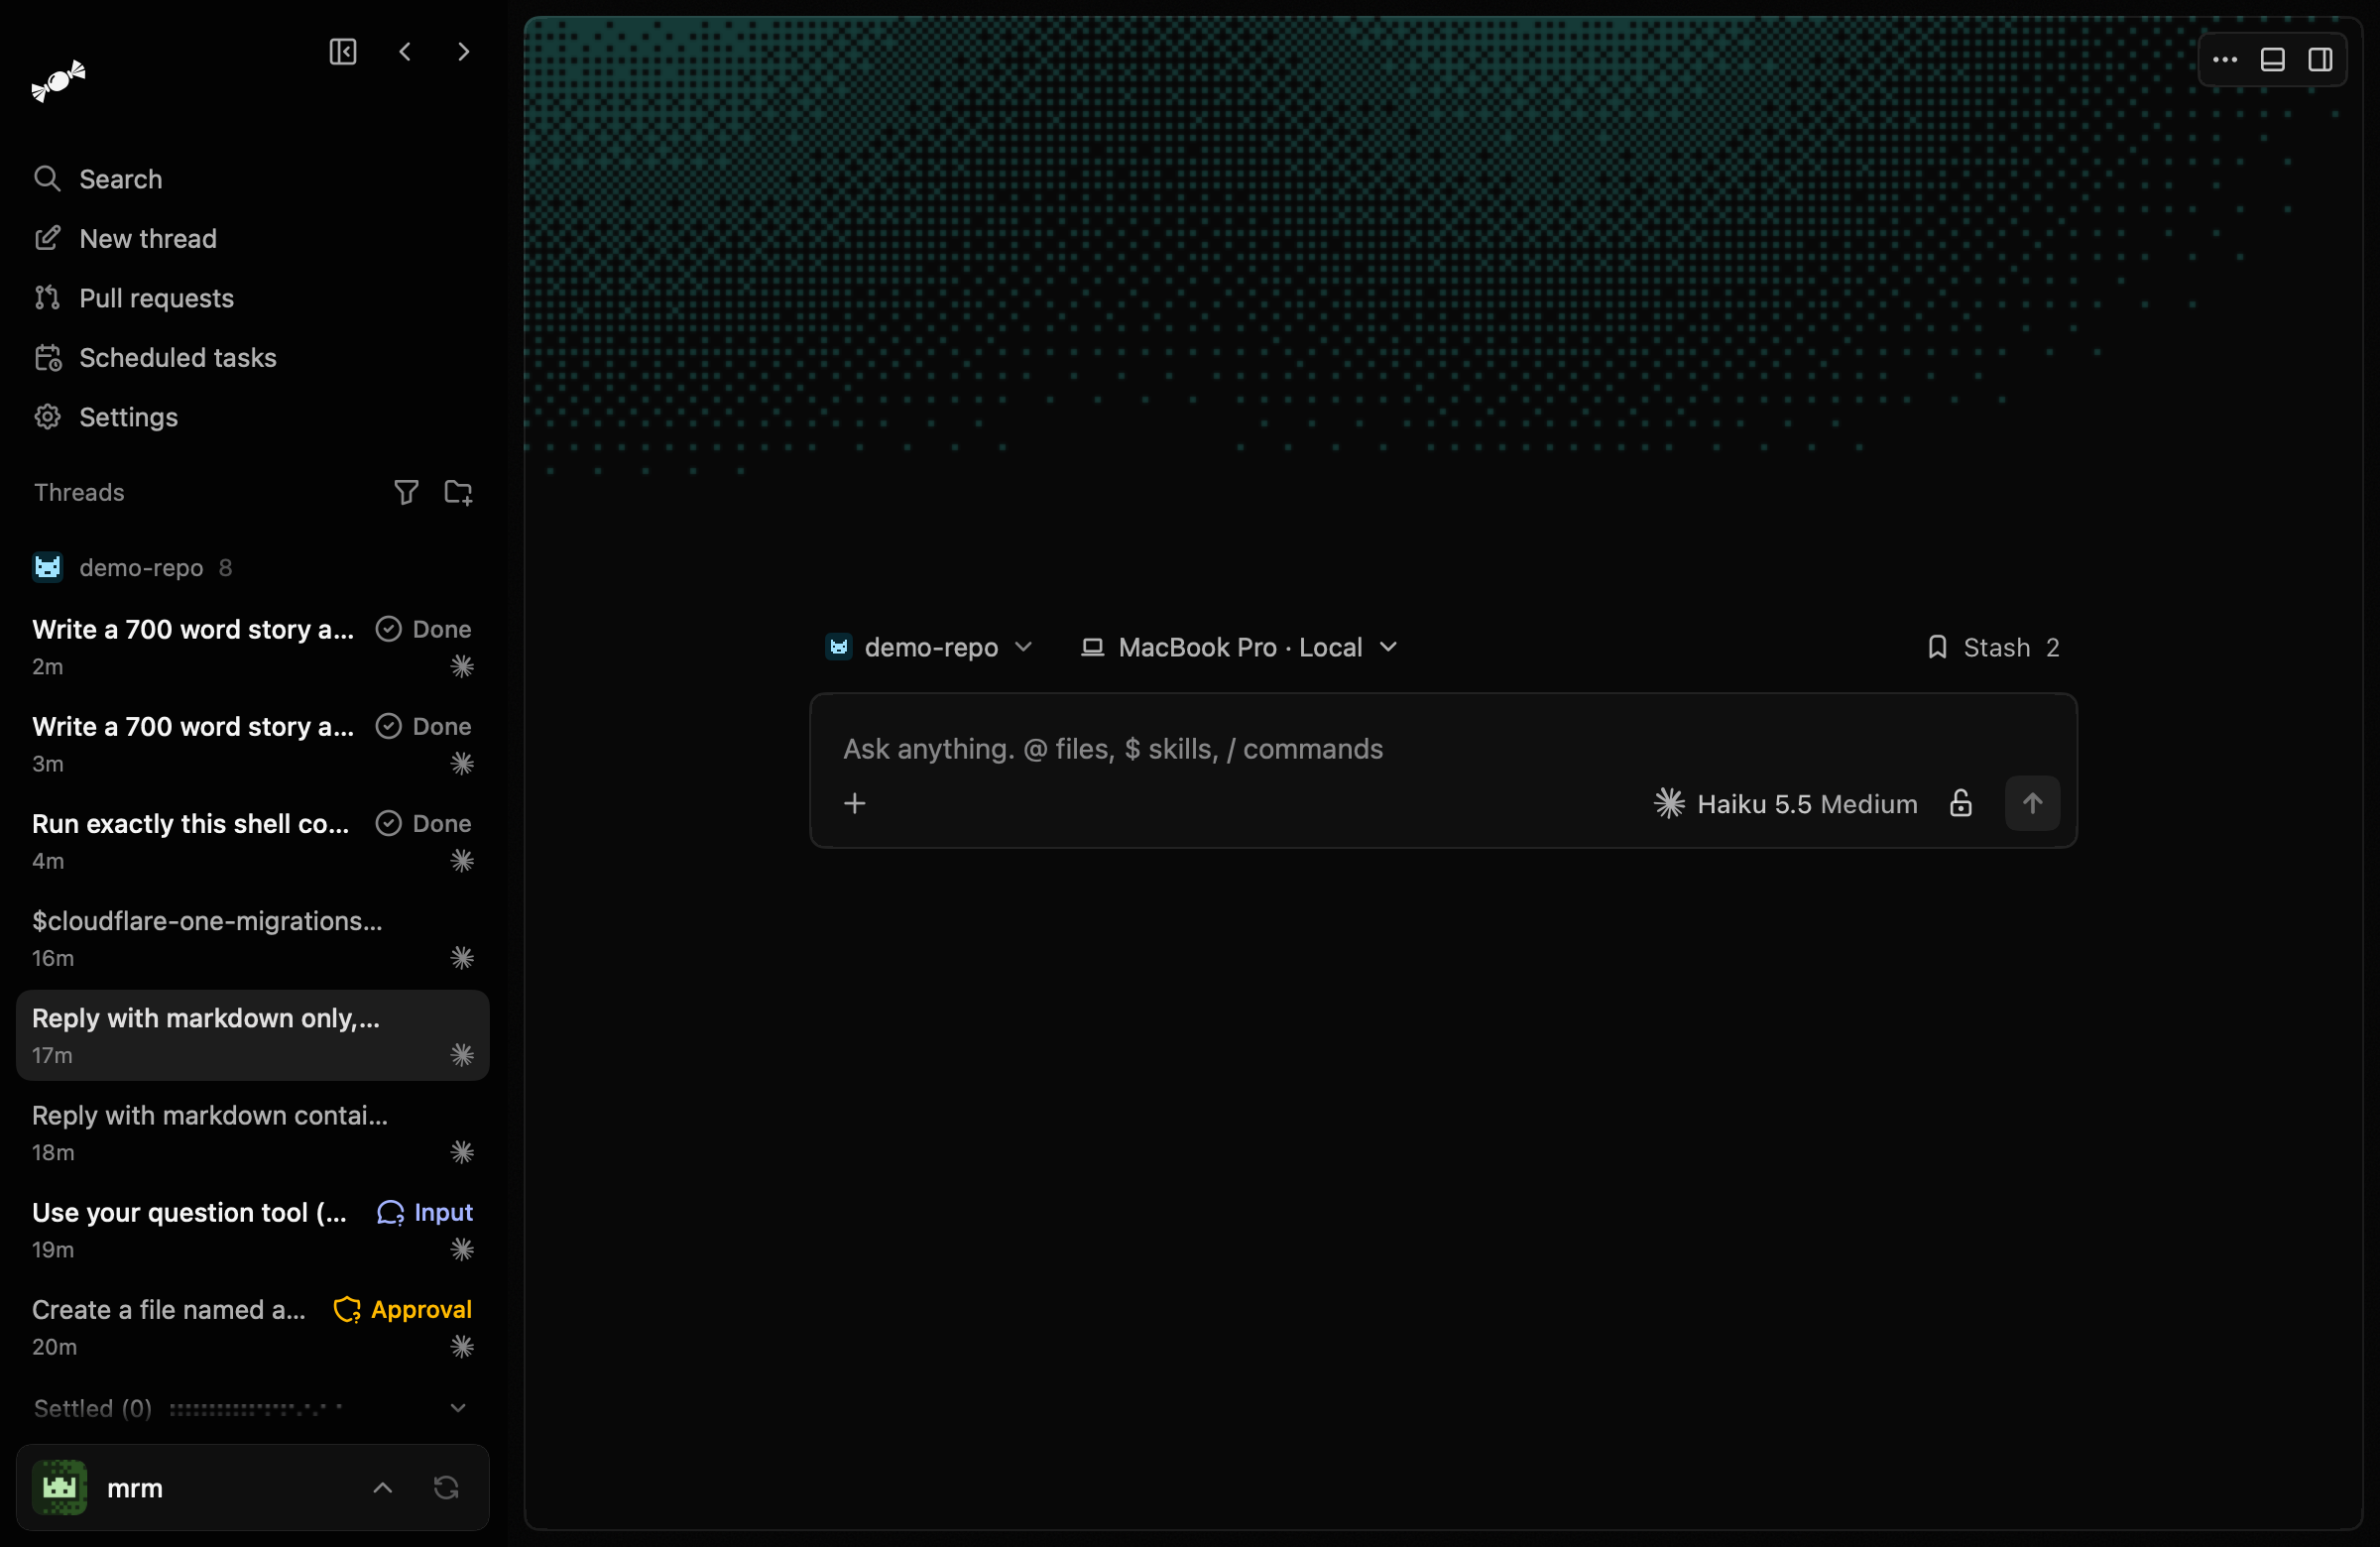 Search
New thread
Pull requests
Scheduled tasks
Settings
Threads
demo-repo 8
Write a 700 word story a... Done
2m
Write a 700 word story a... Done
3m
Run exactly this shell co... Done
4m
$cloudflare-one-migrations...
16m
Reply with markdown only,...
17m
Reply with markdown contai...
18m
Use your question tool (... Input
19m
Create a file named a... Approval
20m
Settled (0)
mrm
demo-repo MacBook Pro · Local Stash 2
Ask anything. @ files, $ skills, / commands
Haiku 5.5 Medium